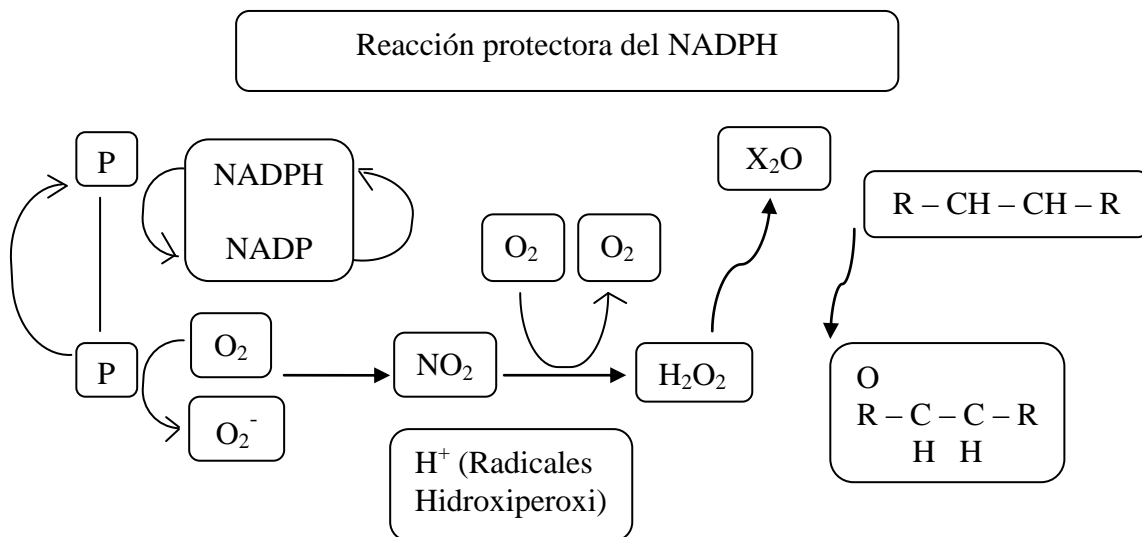 Reacción protectora del NADPH
P
NADPH
NADP
X₂O
R – CH – CH – R
O₂
O₂
P
O₂
O₂⁻
NO₂
H₂O₂
H⁺ (Radicales
Hidroxiperoxi)
O
R – C – C – R
H H